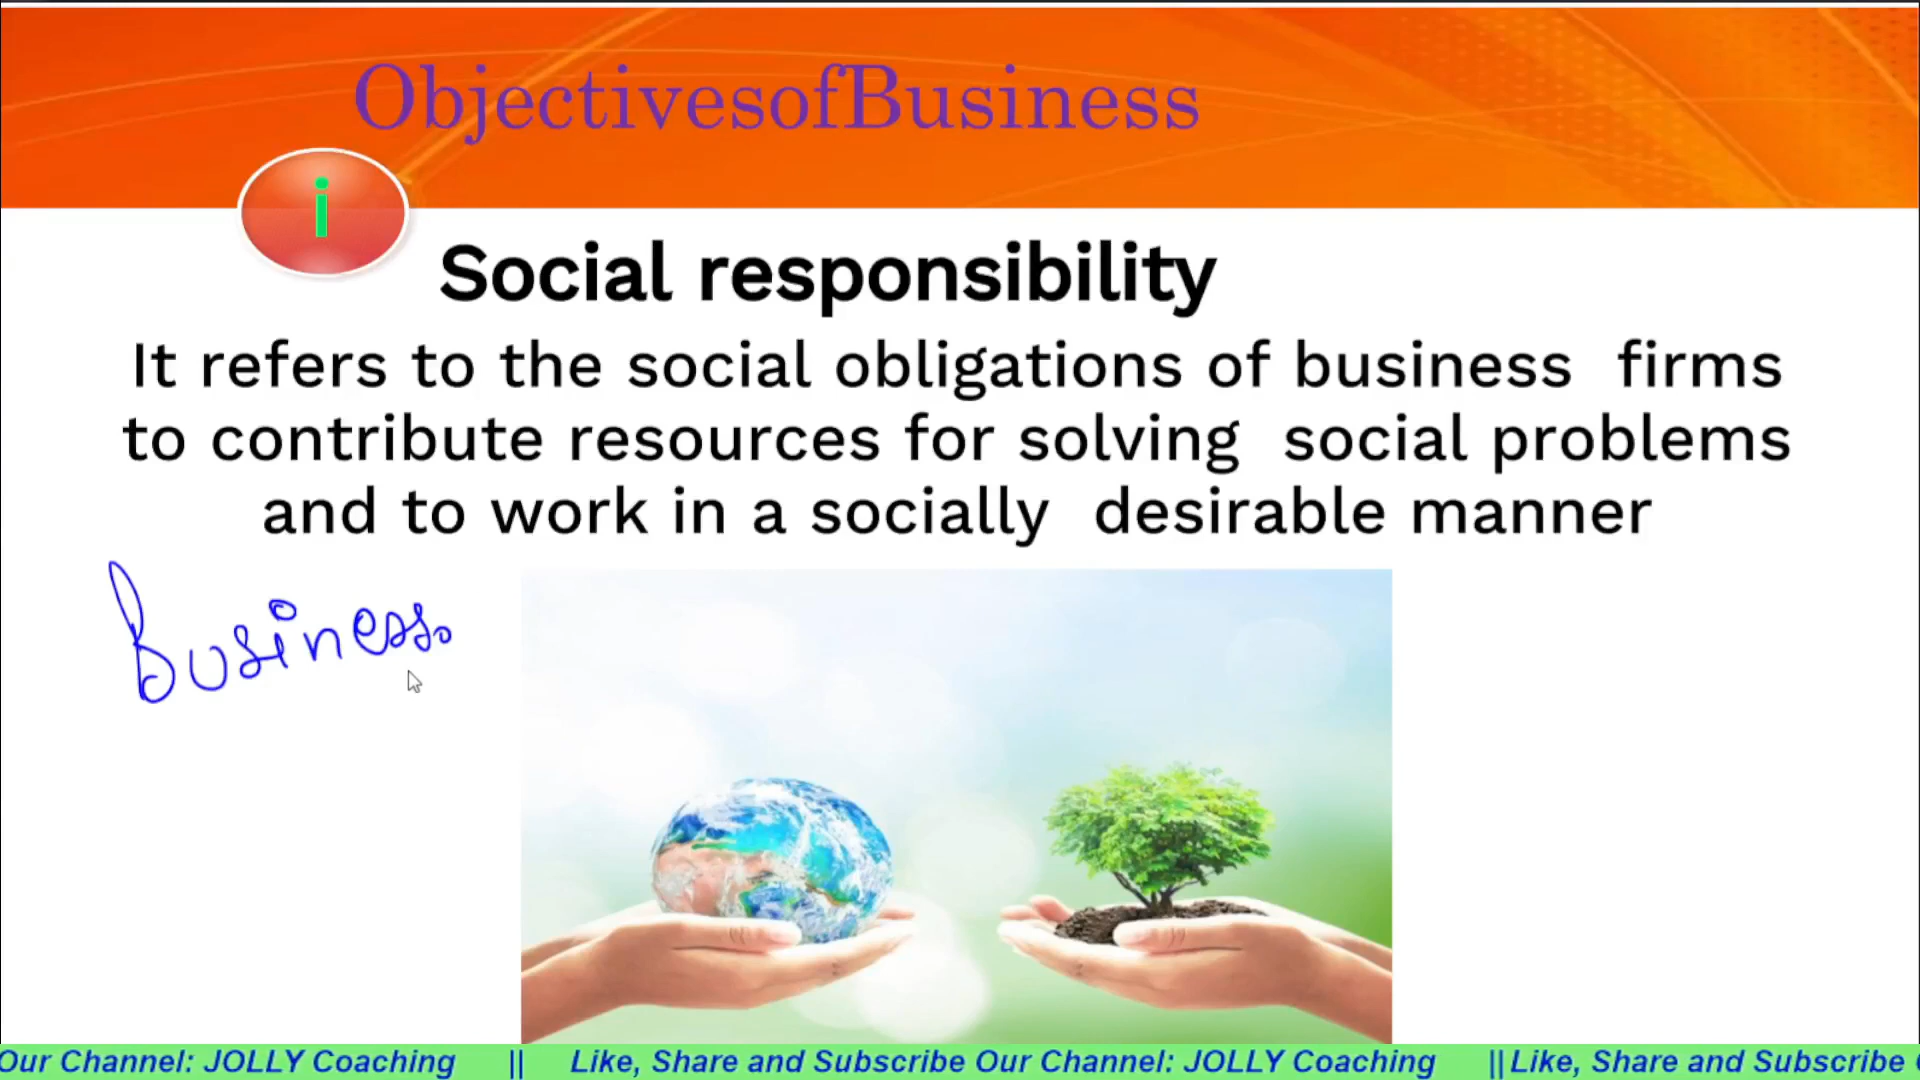 ObjectivesofBusiness
i
Social responsibility
It refers to the social obligations of business firms
to contribute resources for solving social problems
and to work in a socially desirable manner
Business
Our Channel: JOLLY Coaching || Like, Share and Subscribe Our Channel: JOLLY Coaching || Like, Share and Subscribe